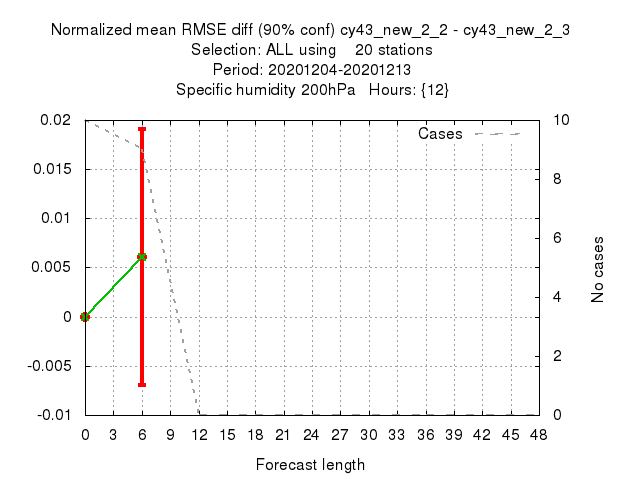 Normalized mean RMSE diff (90% conf) cy43_new_2_2 - cy43_new_2_3
Selection: ALL using    20 stations
Period: 20201204-20201213
Specific humidity 200hPa   Hours: {12}
Cases
0.02
0.015
0.01
0.005
0
-0.005
-0.01
10
8
6
4
2
0
No cases
0 3 6 9 12 15 18 21 24 27 30 33 36 39 42 45 48
Forecast length